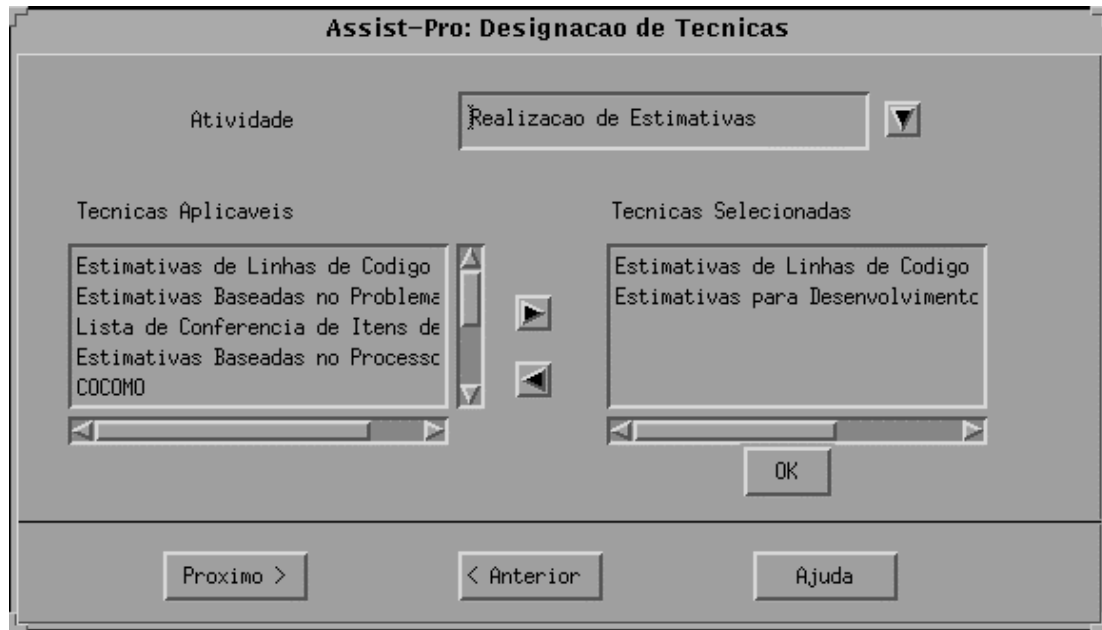 Assist-Pro: Designacao de Tecnicas
Atividade
Realizacao de Estimativas
Tecnicas Aplicaveis
Tecnicas Selecionadas
Estimativas de Linhas de Codigo
Estimativas Baseadas no Problema
Lista de Conferencia de Itens de
Estimativas Baseadas no Processo
COCOMO
Estimativas de Linhas de Codigo
Estimativas para Desenvolvimento
OK
Proximo >
< Anterior
Ajuda